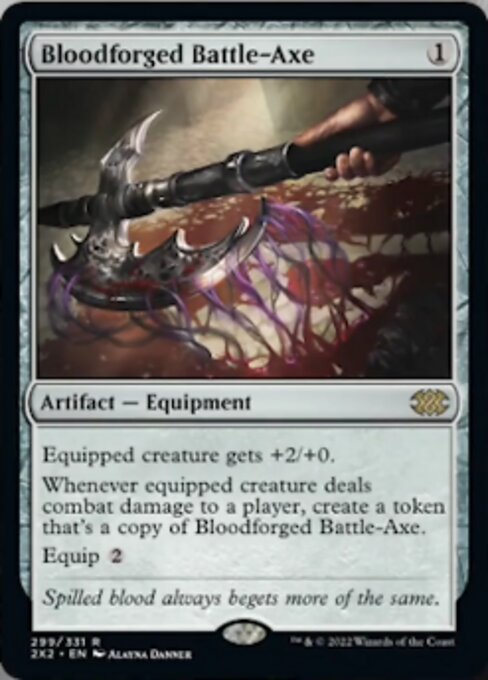 Bloodforged Battle-Axe 1
Artifact — Equipment
Equipped creature gets +2/+0.
Whenever equipped creature deals
combat damage to a player, create a token
that's a copy of Bloodforged Battle-Axe.
Equip 2
Spilled blood always begets more of the same.
299/331 R
2X2 • EN ALAYNA DANNER
™ & © 2022 Wizards of the Coast